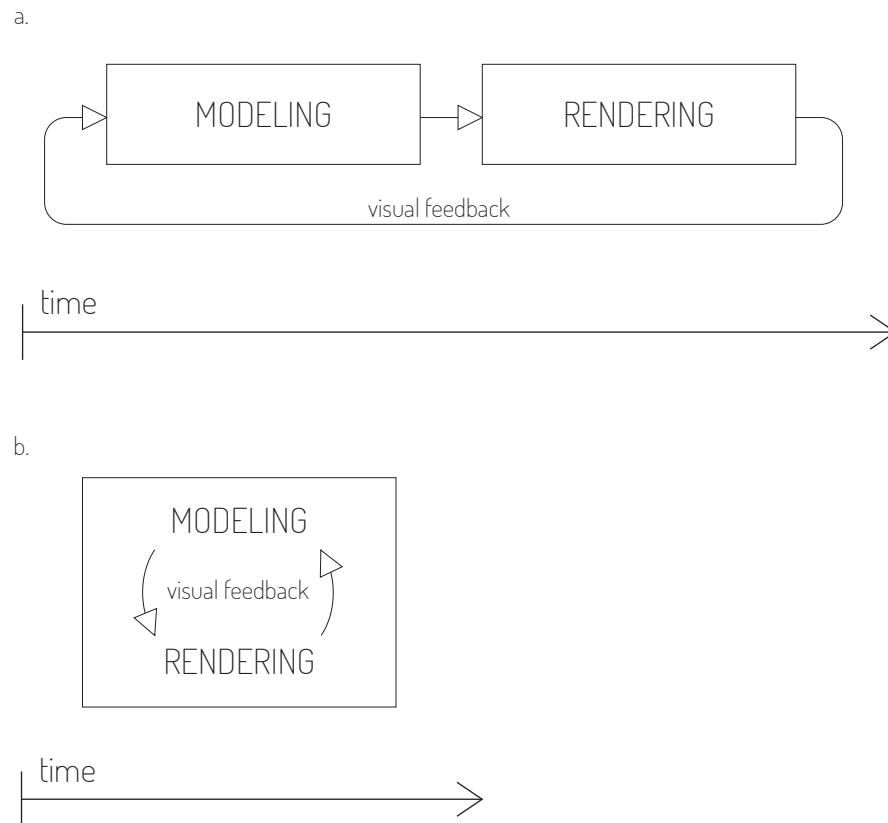 a.
MODELING
RENDERING
visual feedback
time
b.
MODELING
visual feedback
RENDERING
time